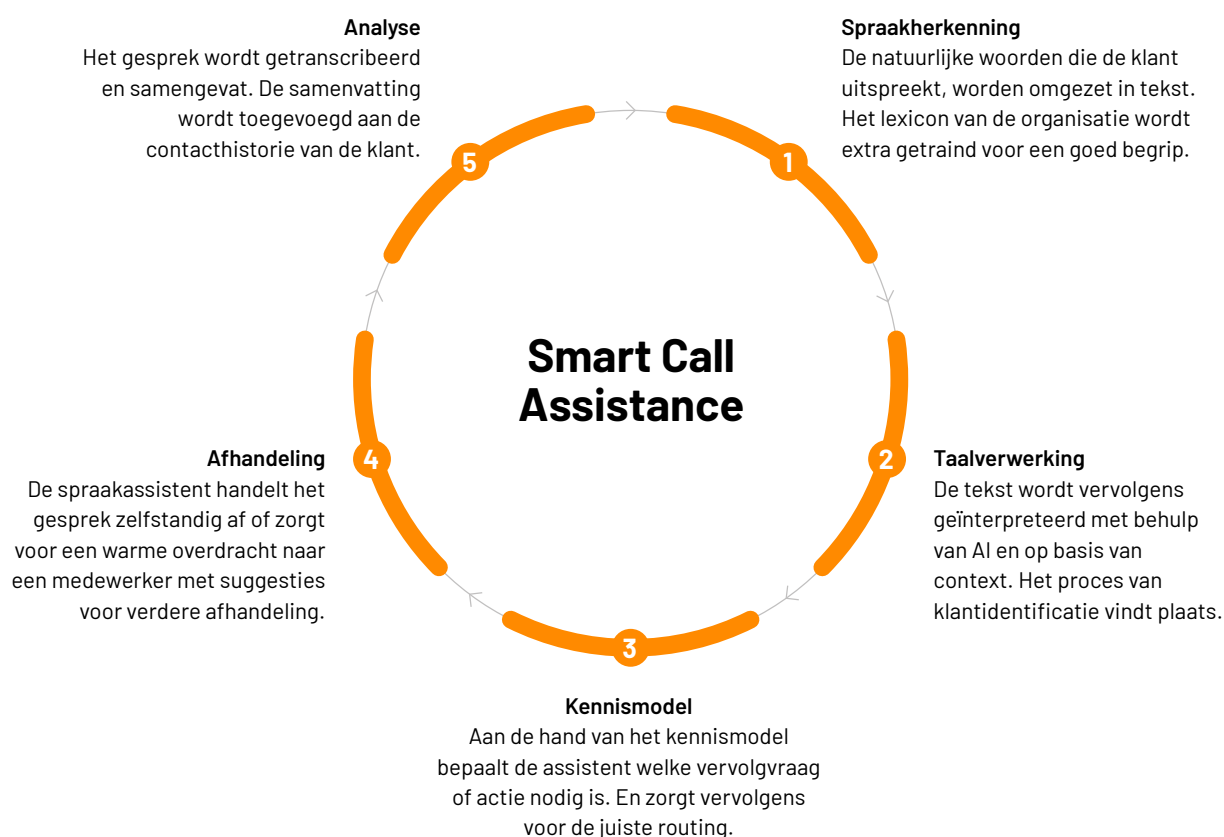 Smart Call
Assistance
1
Spraakherkenning
De natuurlijke woorden die de klant
uitspreekt, worden omgezet in tekst.
Het lexicon van de organisatie wordt
extra getraind voor een goed begrip.
2
Taalverwerking
De tekst wordt vervolgens
geïnterpreteerd met behulp
van AI en op basis van
context. Het proces van
klantidentificatie vindt plaats.
3
Kennismodel
Aan de hand van het kennismodel
bepaalt de assistent welke vervolgvraag
of actie nodig is. En zorgt vervolgens
voor de juiste routing.
4
Afhandeling
De spraakassistent handelt het
gesprek zelfstandig af of zorgt
voor een warme overdracht naar
een medewerker met suggesties
voor verdere afhandeling.
5
Analyse
Het gesprek wordt getranscribeerd
en samengevat. De samenvatting
wordt toegevoegd aan de
contacthistorie van de klant.